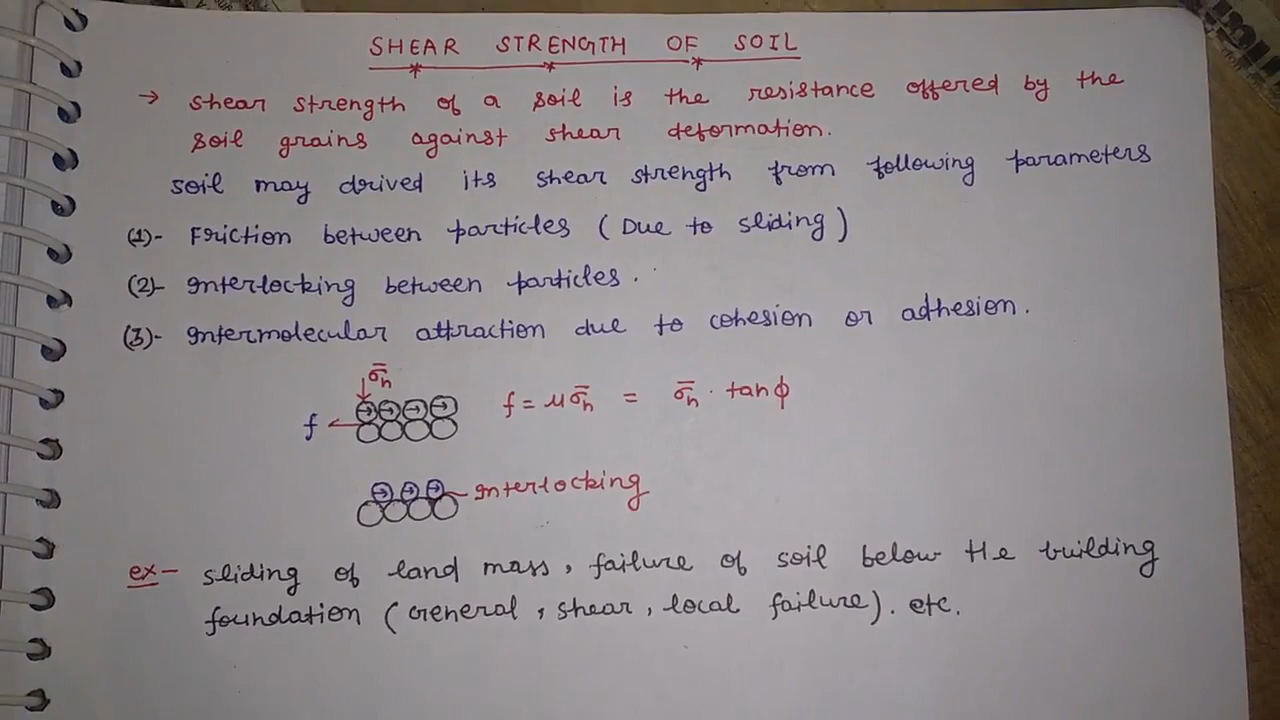 SHEAR STRENGTH OF SOIL
→ shear strength of a soil is the resistance offered by the
soil grains against shear deformation.
soil may derived its shear strength from following parameters
(1)- Friction between particles (Due to sliding)
(2)- Interlocking between particles.
(3)- Intermolecular attraction due to cohesion or adhesion.
σ̄n
f
f = μσ̄n = σ̄n · tanϕ
Interlocking
ex- sliding of land mass, failure of soil below the building
foundation (General, shear, local failure). etc.